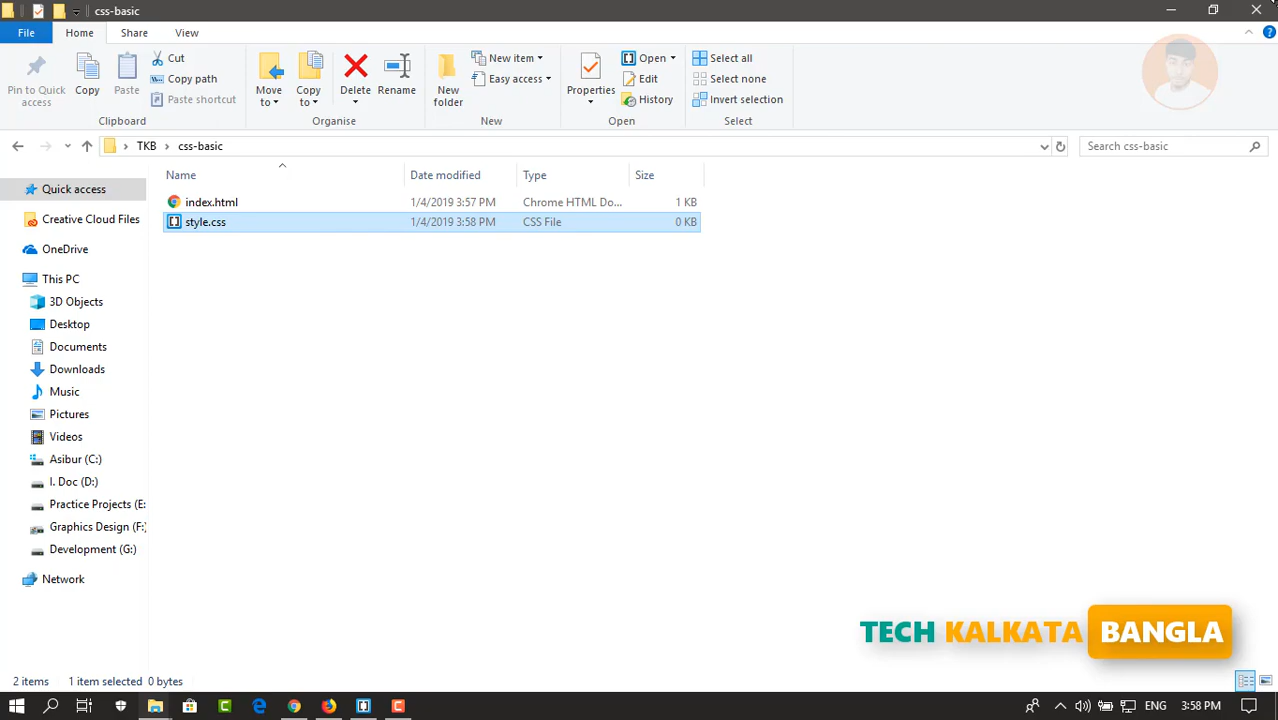 css-basic
File Home Share View
Pin to Quick access
Copy
Paste
Cut
Copy path
Paste shortcut
Clipboard
Move to
Copy to
Delete
Rename
Organise
New folder
New item
Easy access
New
Properties
Open
Edit
History
Open
Select all
Select none
Invert selection
Select
TKB css-basic
Search css-basic
Name Date modified Type Size
index.html 1/4/2019 3:57 PM Chrome HTML Do... 1 KB
style.css 1/4/2019 3:58 PM CSS File 0 KB
Quick access
Creative Cloud Files
OneDrive
This PC
3D Objects
Desktop
Documents
Downloads
Music
Pictures
Videos
Asibur (C:)
I. Doc (D:)
Practice Projects (E:
Graphics Design (F:)
Development (G:)
Network
TECH KALKATA BANGLA
2 items 1 item selected 0 bytes
ENG 3:58 PM